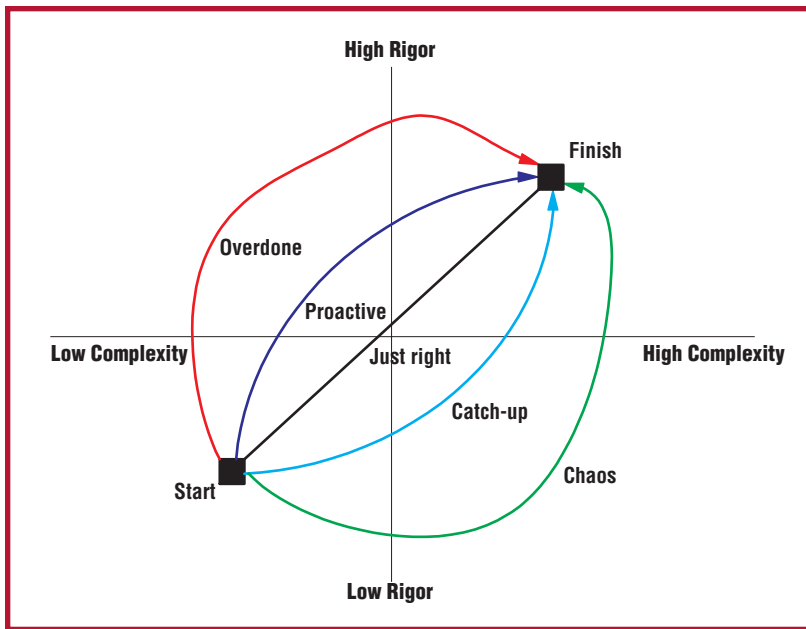 High Rigor
Finish
Overdone
Proactive
Low Complexity
Just right
High Complexity
Catch-up
Chaos
Start
Low Rigor